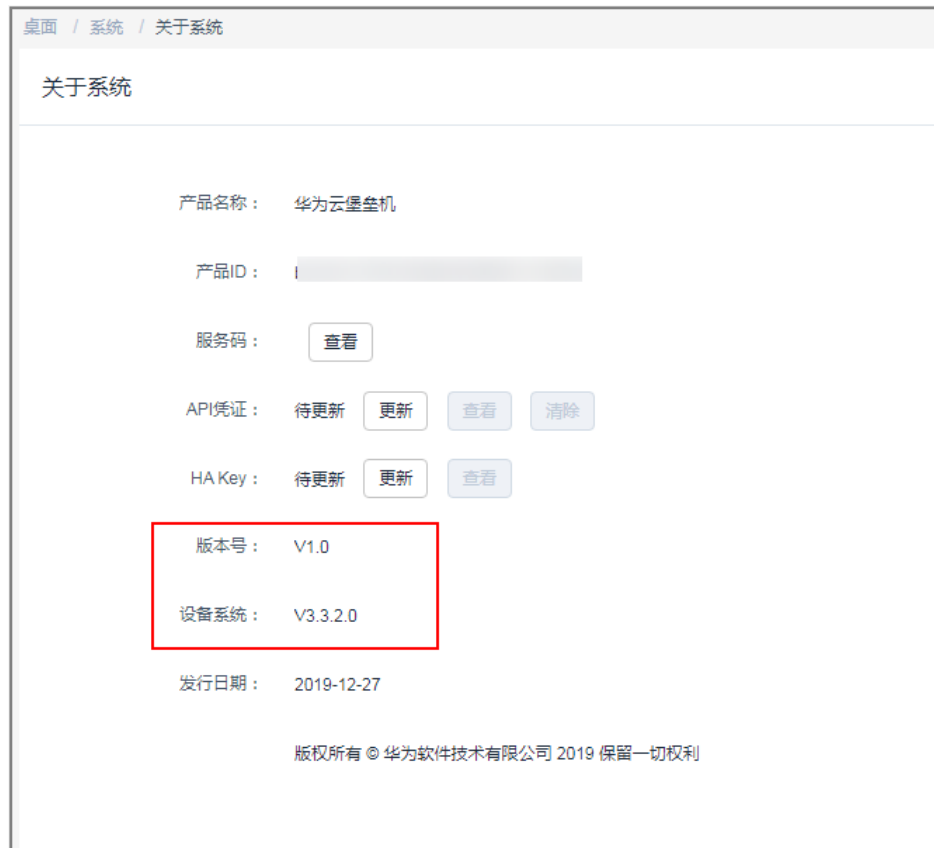 桌面 / 系统 / 关于系统
关于系统
产品名称： 华为云堡垒机
产品ID：
服务码： 查看
API凭证： 待更新 更新 查看 清除
HA Key： 待更新 更新 查看
版本号： V1.0
设备系统： V3.3.2.0
发行日期： 2019-12-27
版权所有 © 华为软件技术有限公司 2019 保留一切权利